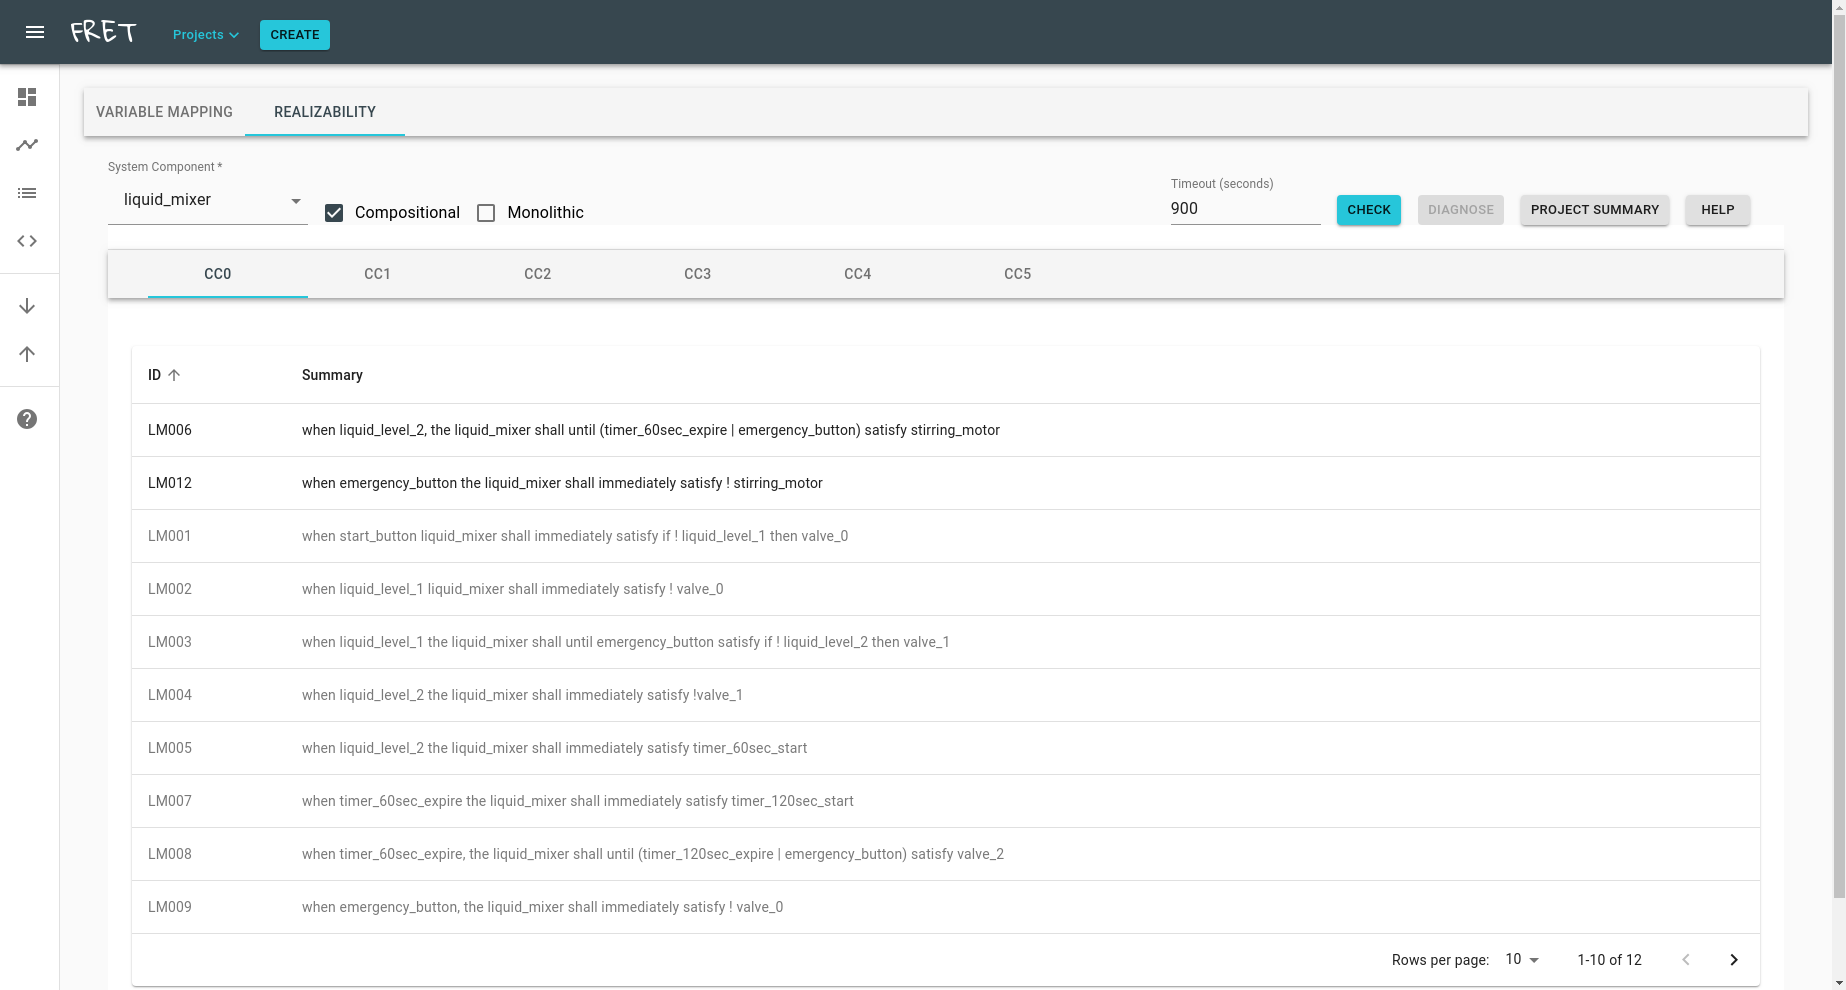 FRET
Projects
CREATE
VARIABLE MAPPING
REALIZABILITY
System Component *
liquid_mixer
Compositional
Monolithic
Timeout (seconds)
900
CHECK
DIAGNOSE
PROJECT SUMMARY
HELP
CC0
CC1
CC2
CC3
CC4
CC5
ID Summary
LM006 when liquid_level_2, the liquid_mixer shall until (timer_60sec_expire | emergency_button) satisfy stirring_motor
LM012 when emergency_button the liquid_mixer shall immediately satisfy ! stirring_motor
LM001 when start_button liquid_mixer shall immediately satisfy if ! liquid_level_1 then valve_0
LM002 when liquid_level_1 liquid_mixer shall immediately satisfy ! valve_0
LM003 when liquid_level_1 the liquid_mixer shall until emergency_button satisfy if ! liquid_level_2 then valve_1
LM004 when liquid_level_2 the liquid_mixer shall immediately satisfy !valve_1
LM005 when liquid_level_2 the liquid_mixer shall immediately satisfy timer_60sec_start
LM007 when timer_60sec_expire the liquid_mixer shall immediately satisfy timer_120sec_start
LM008 when timer_60sec_expire, the liquid_mixer shall until (timer_120sec_expire | emergency_button) satisfy valve_2
LM009 when emergency_button, the liquid_mixer shall immediately satisfy ! valve_0
Rows per page: 10 1-10 of 12